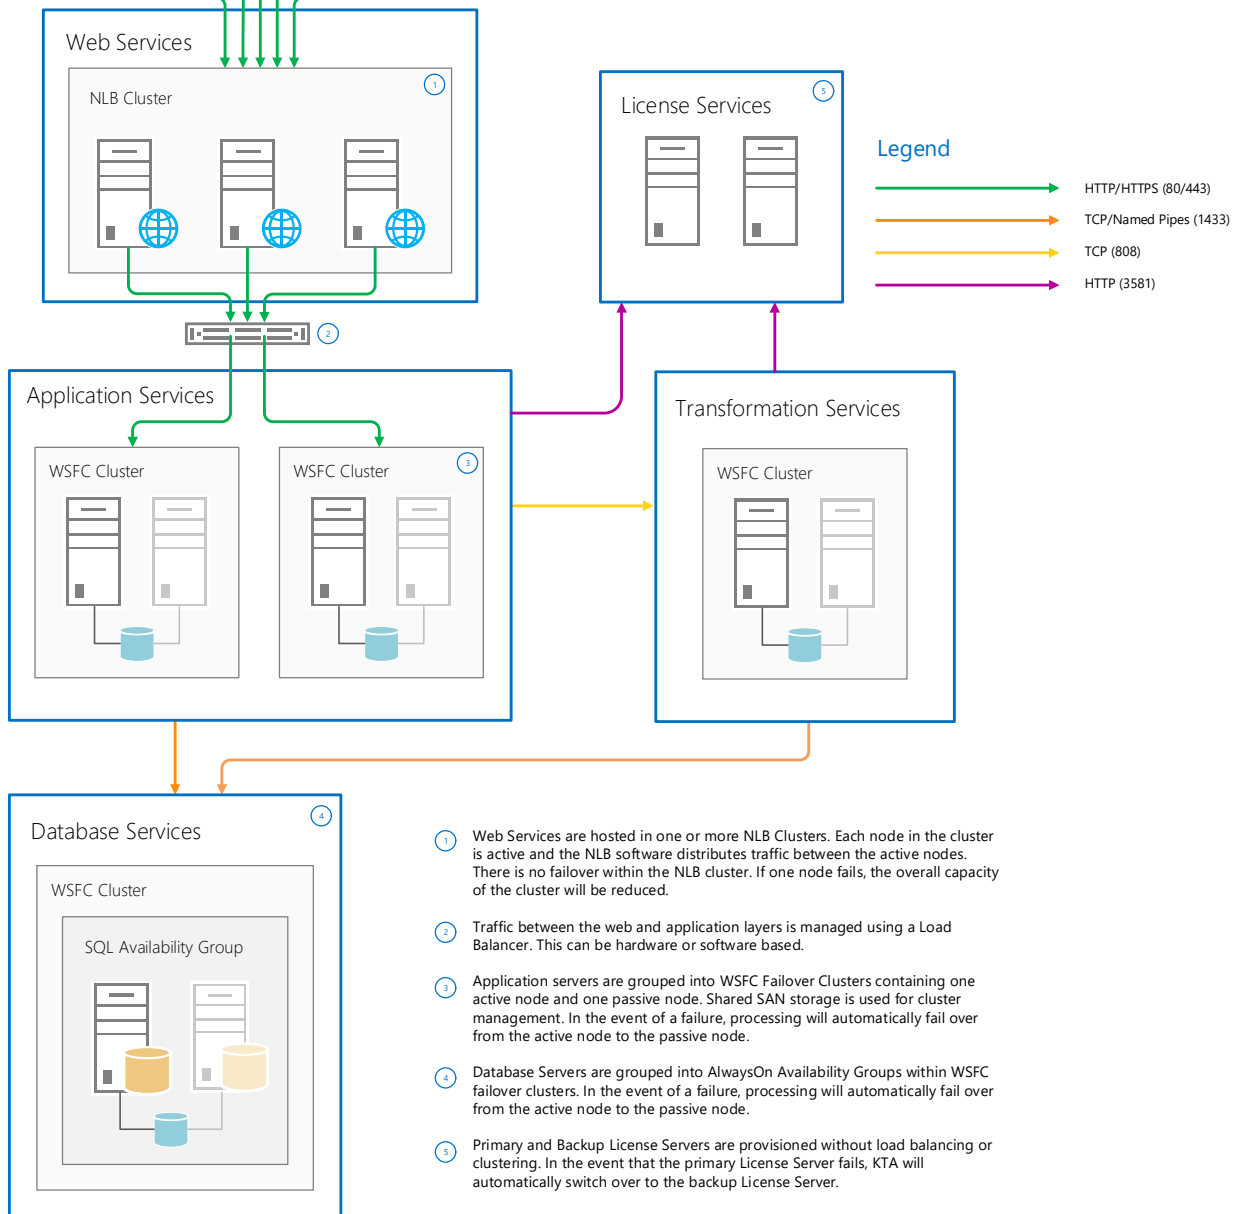 Web Services
1
NLB Cluster
5
License Services
Legend
HTTP/HTTPS (80/443)
TCP/Named Pipes (1433)
TCP (808)
HTTP (3581)
2
Application Services
WSFC Cluster
WSFC Cluster
3
Transformation Services
WSFC Cluster
4
Database Services
WSFC Cluster
SQL Availability Group
1
Web Services are hosted in one or more NLB Clusters. Each node in the cluster
is active and the NLB software distributes traffic between the active nodes.
There is no failover within the NLB cluster. If one node fails, the overall capacity
of the cluster will be reduced.
2
Traffic between the web and application layers is managed using a Load
Balancer. This can be hardware or software based.
3
Application servers are grouped into WSFC Failover Clusters containing one
active node and one passive node. Shared SAN storage is used for cluster
management. In the event of a failure, processing will automatically fail over
from the active node to the passive node.
4
Database Servers are grouped into AlwaysOn Availability Groups within WSFC
failover clusters. In the event of a failure, processing will automatically fail over
from the active node to the passive node.
5
Primary and Backup License Servers are provisioned without load balancing or
clustering. In the event that the primary License Server fails, KTA will
automatically switch over to the backup License Server.